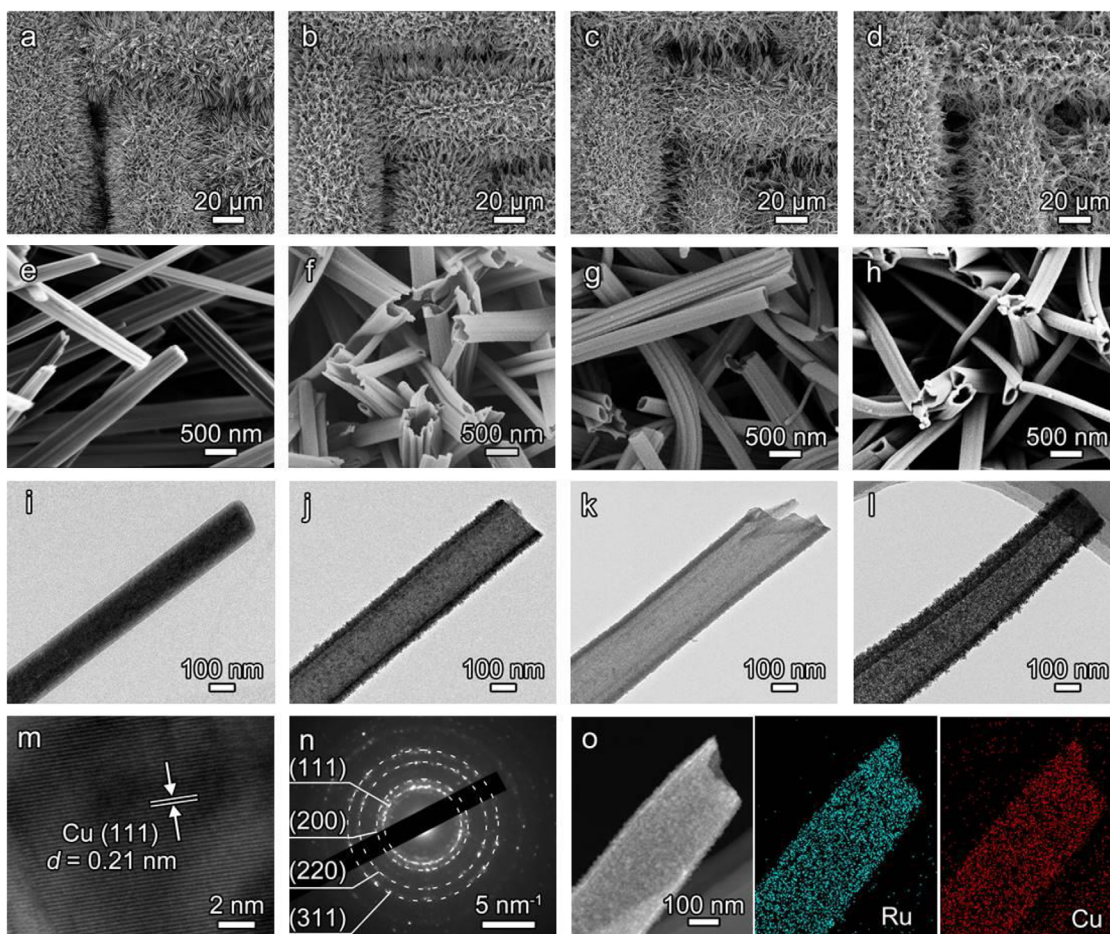 a
20 μm
b
20 μm
c
20 μm
d
20 μm
e
500 nm
f
500 nm
g
500 nm
h
500 nm
i
100 nm
j
100 nm
k
100 nm
l
100 nm
m
Cu (111)
d = 0.21 nm
2 nm
n
(111)
(200)
(220)
(311)
5 nm⁻¹
o
100 nm
Ru
Cu